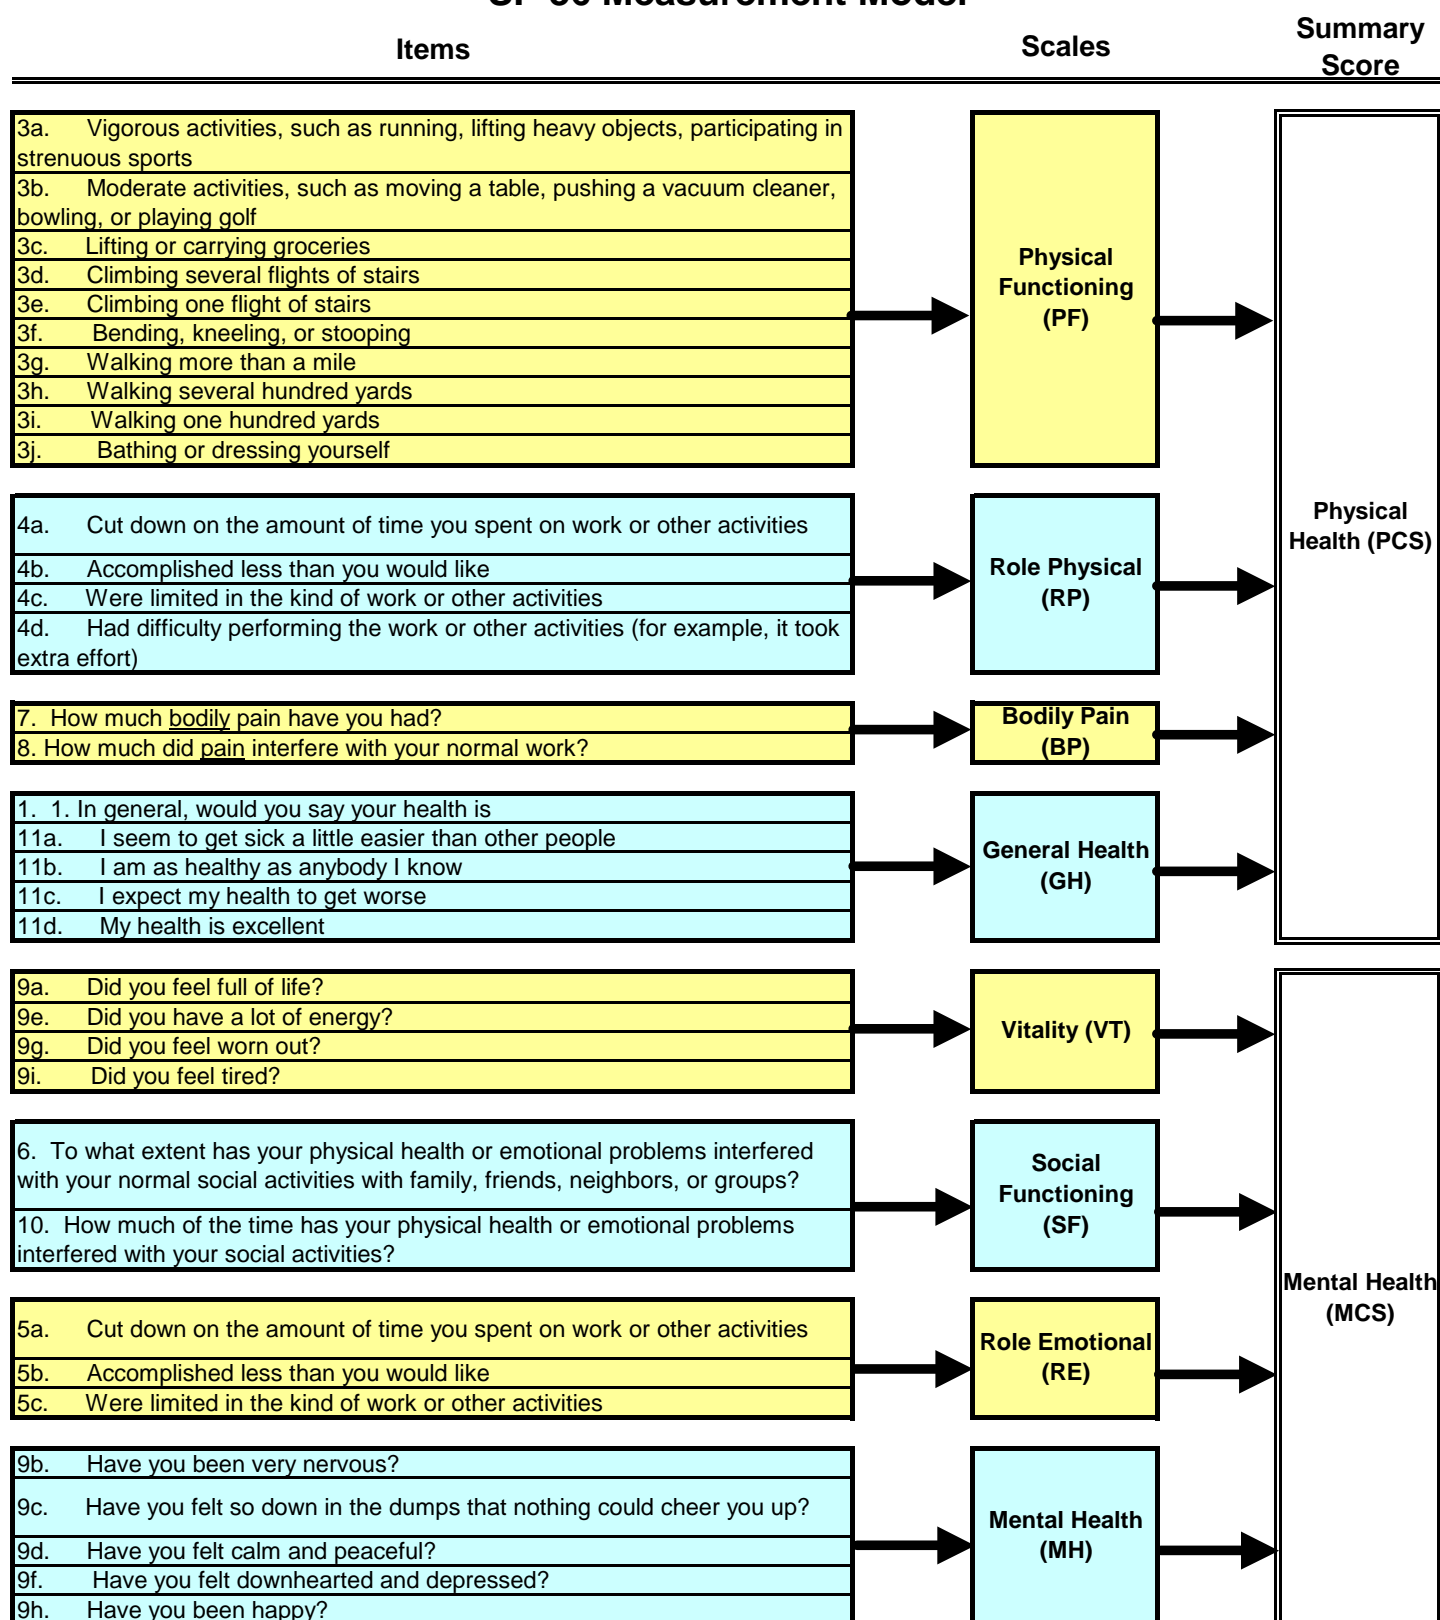 Items
Scales
Summary
Score
3a. Vigorous activities, such as running, lifting heavy objects, participating in
strenuous sports
3b. Moderate activities, such as moving a table, pushing a vacuum cleaner,
bowling, or playing golf
3c. Lifting or carrying groceries
3d. Climbing several flights of stairs
3e. Climbing one flight of stairs
3f. Bending, kneeling, or stooping
3g. Walking more than a mile
3h. Walking several hundred yards
3i. Walking one hundred yards
3j. Bathing or dressing yourself
Physical
Functioning
(PF)
4a. Cut down on the amount of time you spent on work or other activities
4b. Accomplished less than you would like
4c. Were limited in the kind of work or other activities
4d. Had difficulty performing the work or other activities (for example, it took
extra effort)
Role Physical
(RP)
Physical
Health (PCS)
7. How much bodily pain have you had?
8. How much did pain interfere with your normal work?
Bodily Pain
(BP)
1. 1. In general, would you say your health is
11a. I seem to get sick a little easier than other people
11b. I am as healthy as anybody I know
11c. I expect my health to get worse
11d. My health is excellent
General Health
(GH)
9a. Did you feel full of life?
9e. Did you have a lot of energy?
9g. Did you feel worn out?
9i. Did you feel tired?
Vitality (VT)
6. To what extent has your physical health or emotional problems interfered
with your normal social activities with family, friends, neighbors, or groups?
10. How much of the time has your physical health or emotional problems
interfered with your social activities?
Social
Functioning
(SF)
Mental Health
(MCS)
5a. Cut down on the amount of time you spent on work or other activities
5b. Accomplished less than you would like
5c. Were limited in the kind of work or other activities
Role Emotional
(RE)
9b. Have you been very nervous?
9c. Have you felt so down in the dumps that nothing could cheer you up?
9d. Have you felt calm and peaceful?
9f. Have you felt downhearted and depressed?
9h. Have you been happy?
Mental Health
(MH)